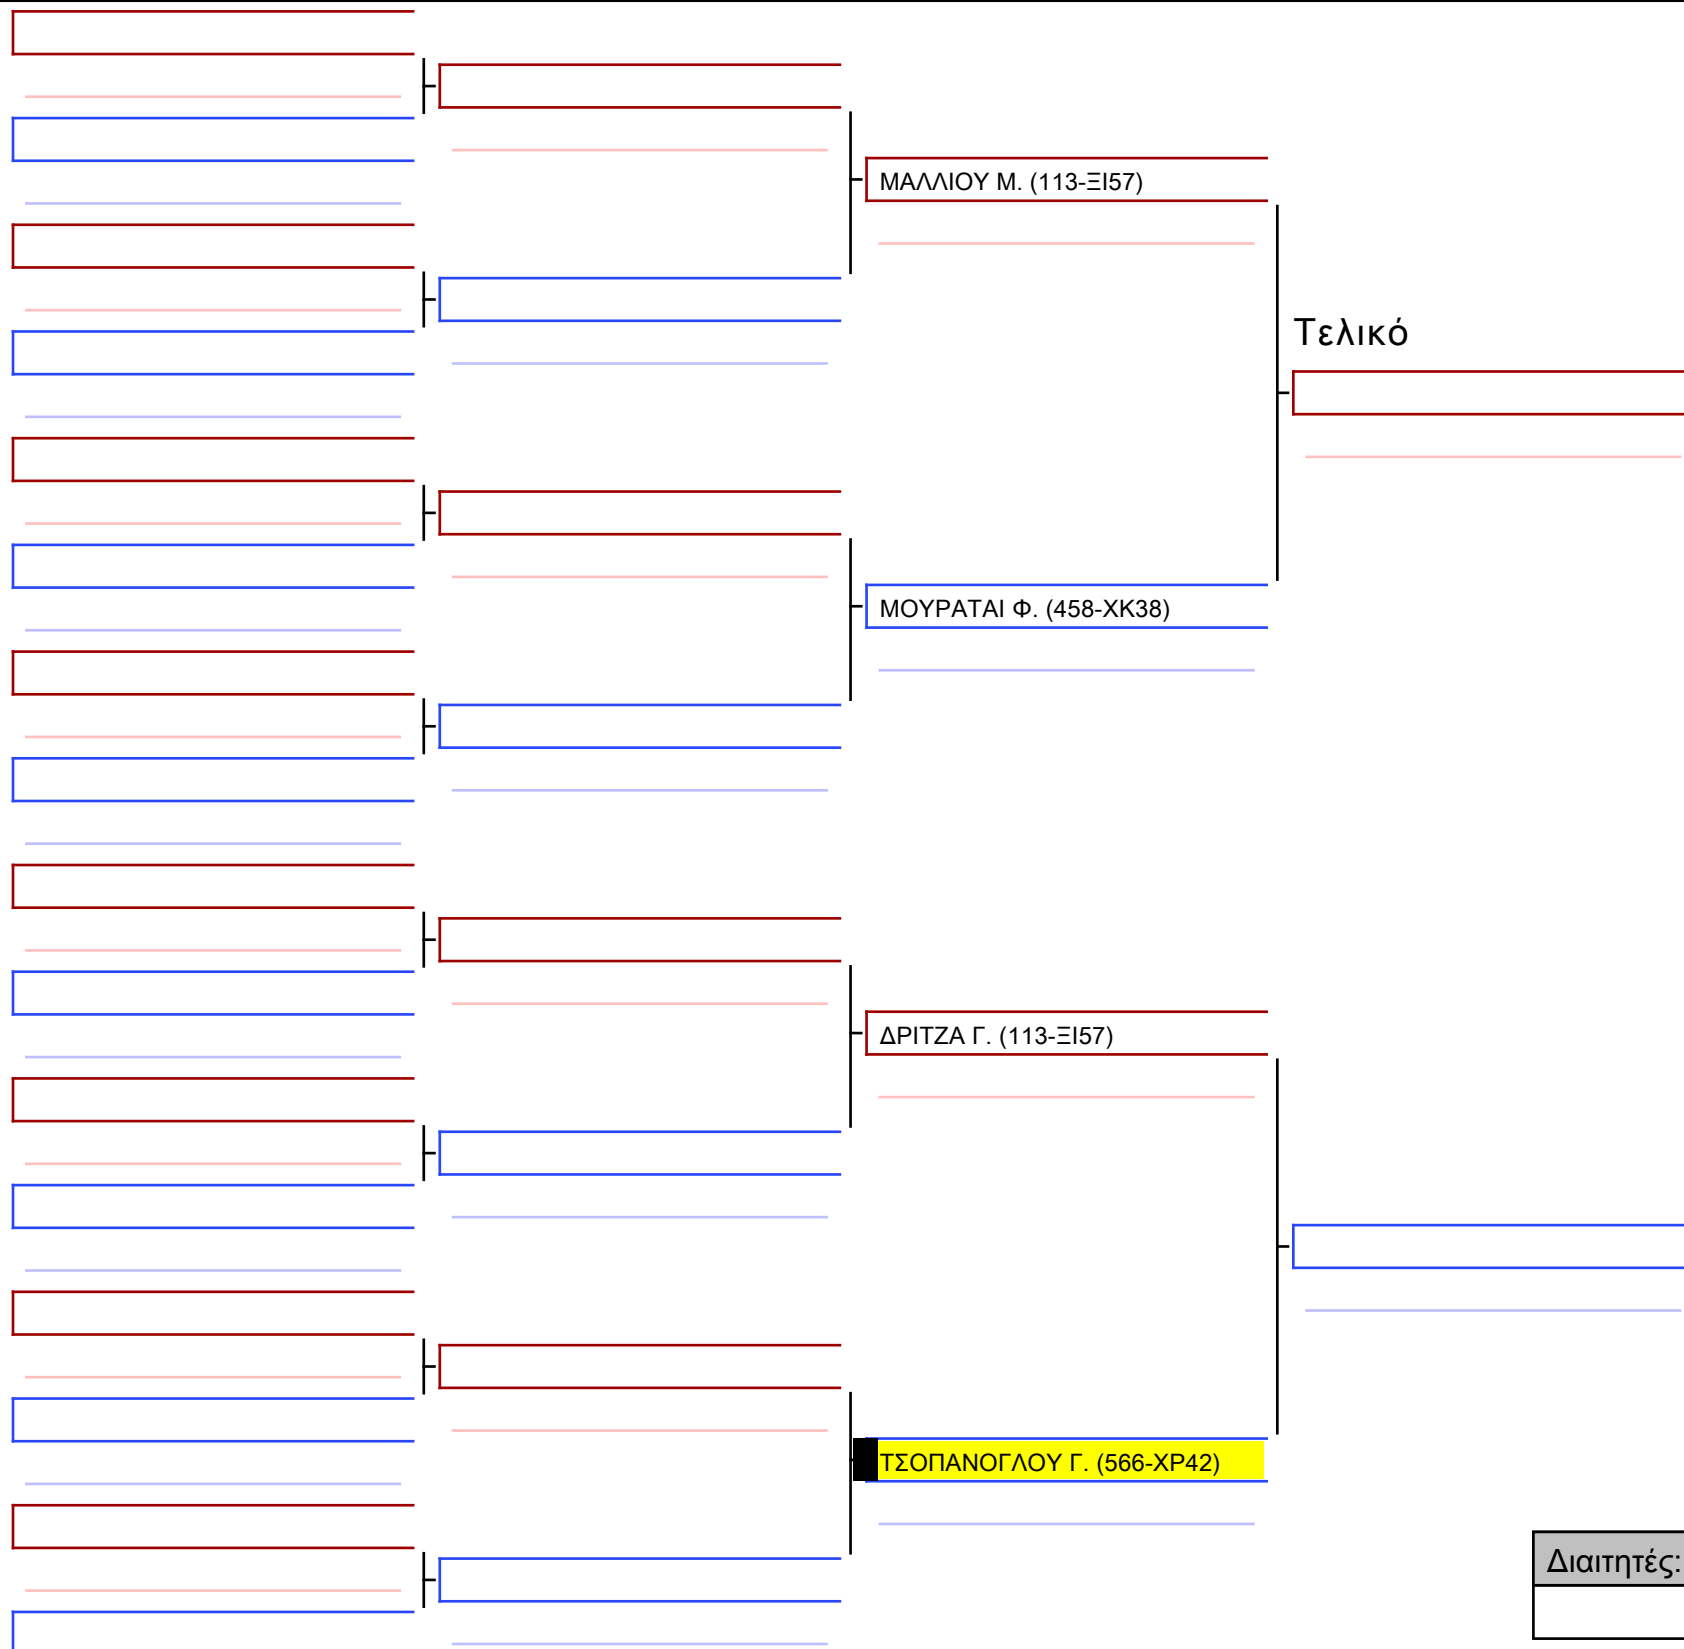 ΜΑΛΛΙΟΥ Μ. (113-ΞΙ57)
Τελικό
ΜΟΥΡΑΤΑΙ Φ. (458-ΧΚ38)
ΔΡΙΤΖΑ Γ. (113-ΞΙ57)
ΤΣΟΠΑΝΟΓΛΟΥ Γ. (566-ΧΡ42)
Διαιτητές: